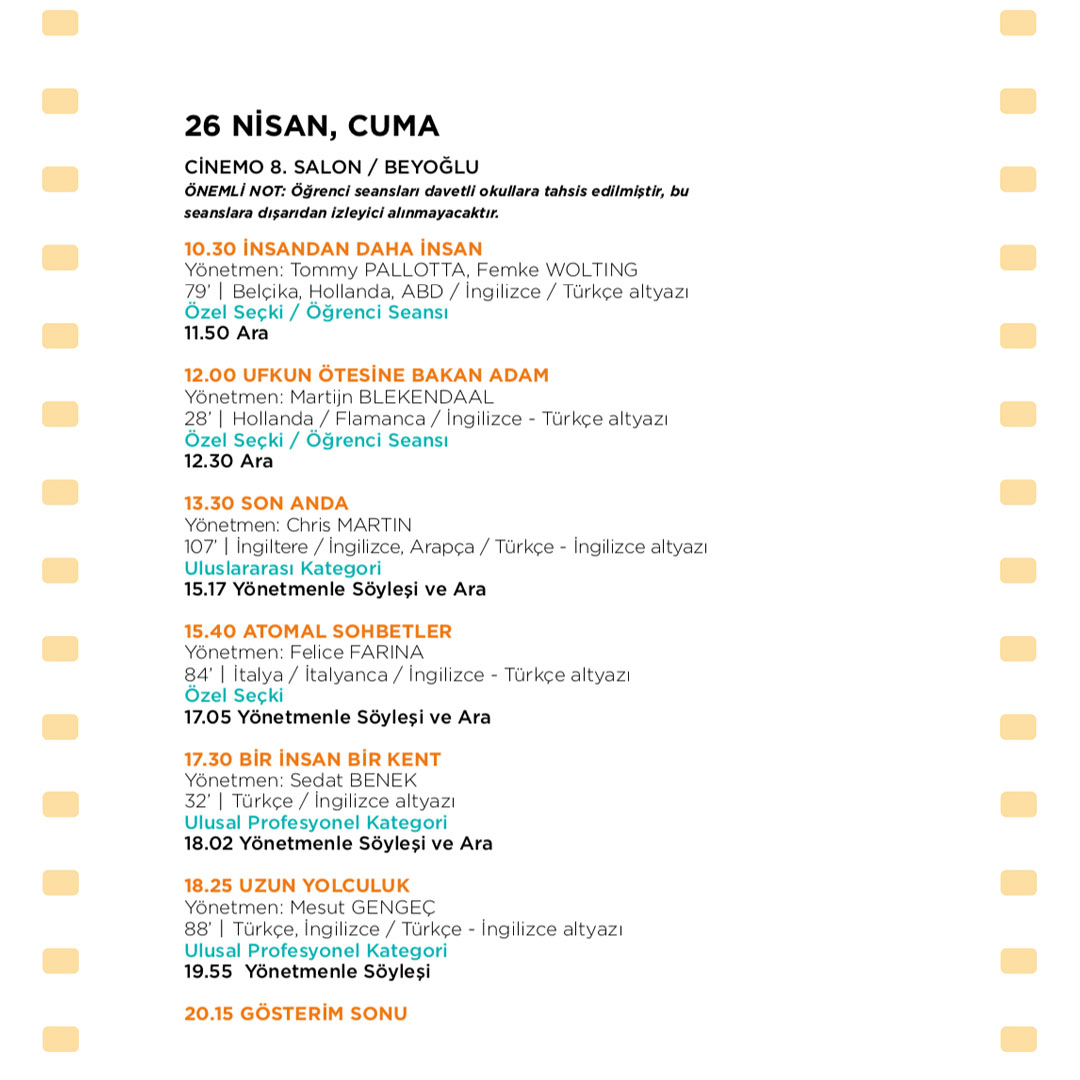 26 NİSAN, CUMA
CİNEMO 8. SALON / BEYOĞLU
ÖNEMLİ NOT: Öğrenci seansları davetli okullara tahsis edilmiştir, bu
seanslara dışarıdan izleyici alınmayacaktır.
10.30 İNSANDAN DAHA İNSAN
Yönetmen: Tommy PALLOTTA, Femke WOLTING
79’ | Belçika, Hollanda, ABD / İngilizce / Türkçe altyazı
Özel Seçki / Öğrenci Seansı
11.50 Ara
12.00 UFKUN ÖTESİNE BAKAN ADAM
Yönetmen: Martijn BLEKENDAAL
28’ | Hollanda / Flamanca / İngilizce - Türkçe altyazı
Özel Seçki / Öğrenci Seansı
12.30 Ara
13.30 SON ANDA
Yönetmen: Chris MARTIN
107’ | İngiltere / İngilizce, Arapça / Türkçe - İngilizce altyazı
Uluslararası Kategori
15.17 Yönetmenle Söyleşi ve Ara
15.40 ATOMAL SOHBETLER
Yönetmen: Felice FARINA
84’ | İtalya / İtalyanca / İngilizce - Türkçe altyazı
Özel Seçki
17.05 Yönetmenle Söyleşi ve Ara
17.30 BİR İNSAN BİR KENT
Yönetmen: Sedat BENEK
32’ | Türkçe / İngilizce altyazı
Ulusal Profesyonel Kategori
18.02 Yönetmenle Söyleşi ve Ara
18.25 UZUN YOLCULUK
Yönetmen: Mesut GENGEÇ
88’ | Türkçe, İngilizce / Türkçe - İngilizce altyazı
Ulusal Profesyonel Kategori
19.55 Yönetmenle Söyleşi
20.15 GÖSTERİM SONU